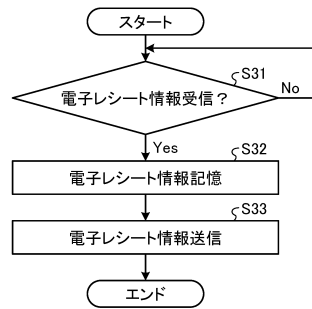 スタート
S31
電子レシート情報受信？
No
Yes
S32
電子レシート情報記憶
S33
電子レシート情報送信
エンド